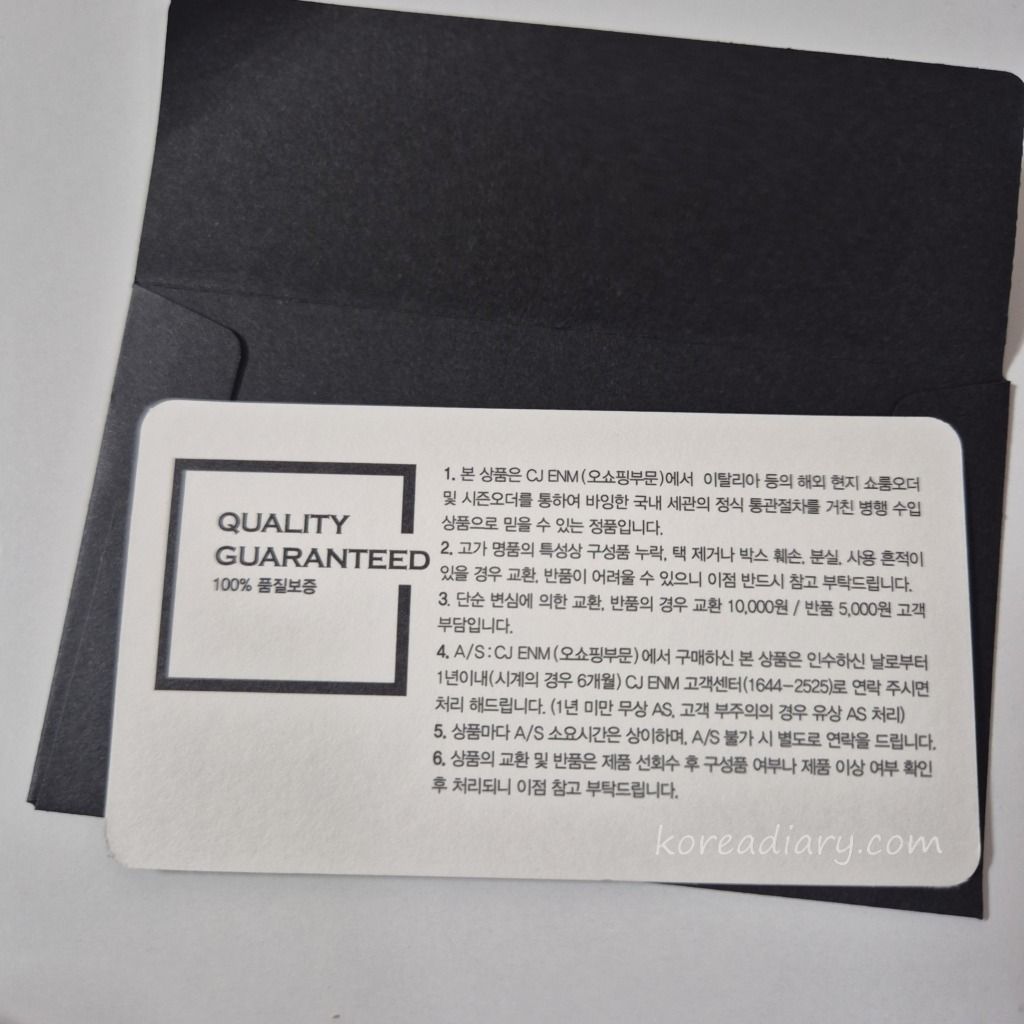 QUALITY
GUARANTEED
100% 품질보증
1. 본 상품은 CJ ENM(오쇼핑부문)에서 이탈리아 등의 해외 현지 쇼룸오더
및 시즌오더를 통하여 바잉한 국내 세관의 정식 통관절차를 거친 병행 수입
상품으로 믿을 수 있는 정품입니다.
2. 고가 명품의 특성상 구성품 누락, 택 제거나 박스 훼손, 분실, 사용 흔적이
있을 경우 교환, 반품이 어려울 수 있으니 이점 반드시 참고 부탁드립니다.
3. 단순 변심에 의한 교환, 반품의 경우 교환 10,000원 / 반품 5,000원 고객
부담입니다.
4. A/S : CJ ENM (오쇼핑부문) 에서 구매하신 본 상품은 인수하신 날로부터
1년이내(시계의 경우 6개월) CJ ENM 고객센터(1644-2525)로 연락 주시면
처리 해드립니다. (1년 미만 무상 AS, 고객 부주의의 경우 유상 AS 처리)
5. 상품마다 A/S 소요시간은 상이하며, A/S 불가 시 별도로 연락을 드립니다.
6. 상품의 교환 및 반품은 제품 선회수 후 구성품 여부나 제품 이상 여부 확인
후 처리되니 이점 참고 부탁드립니다.
koreadiary.com